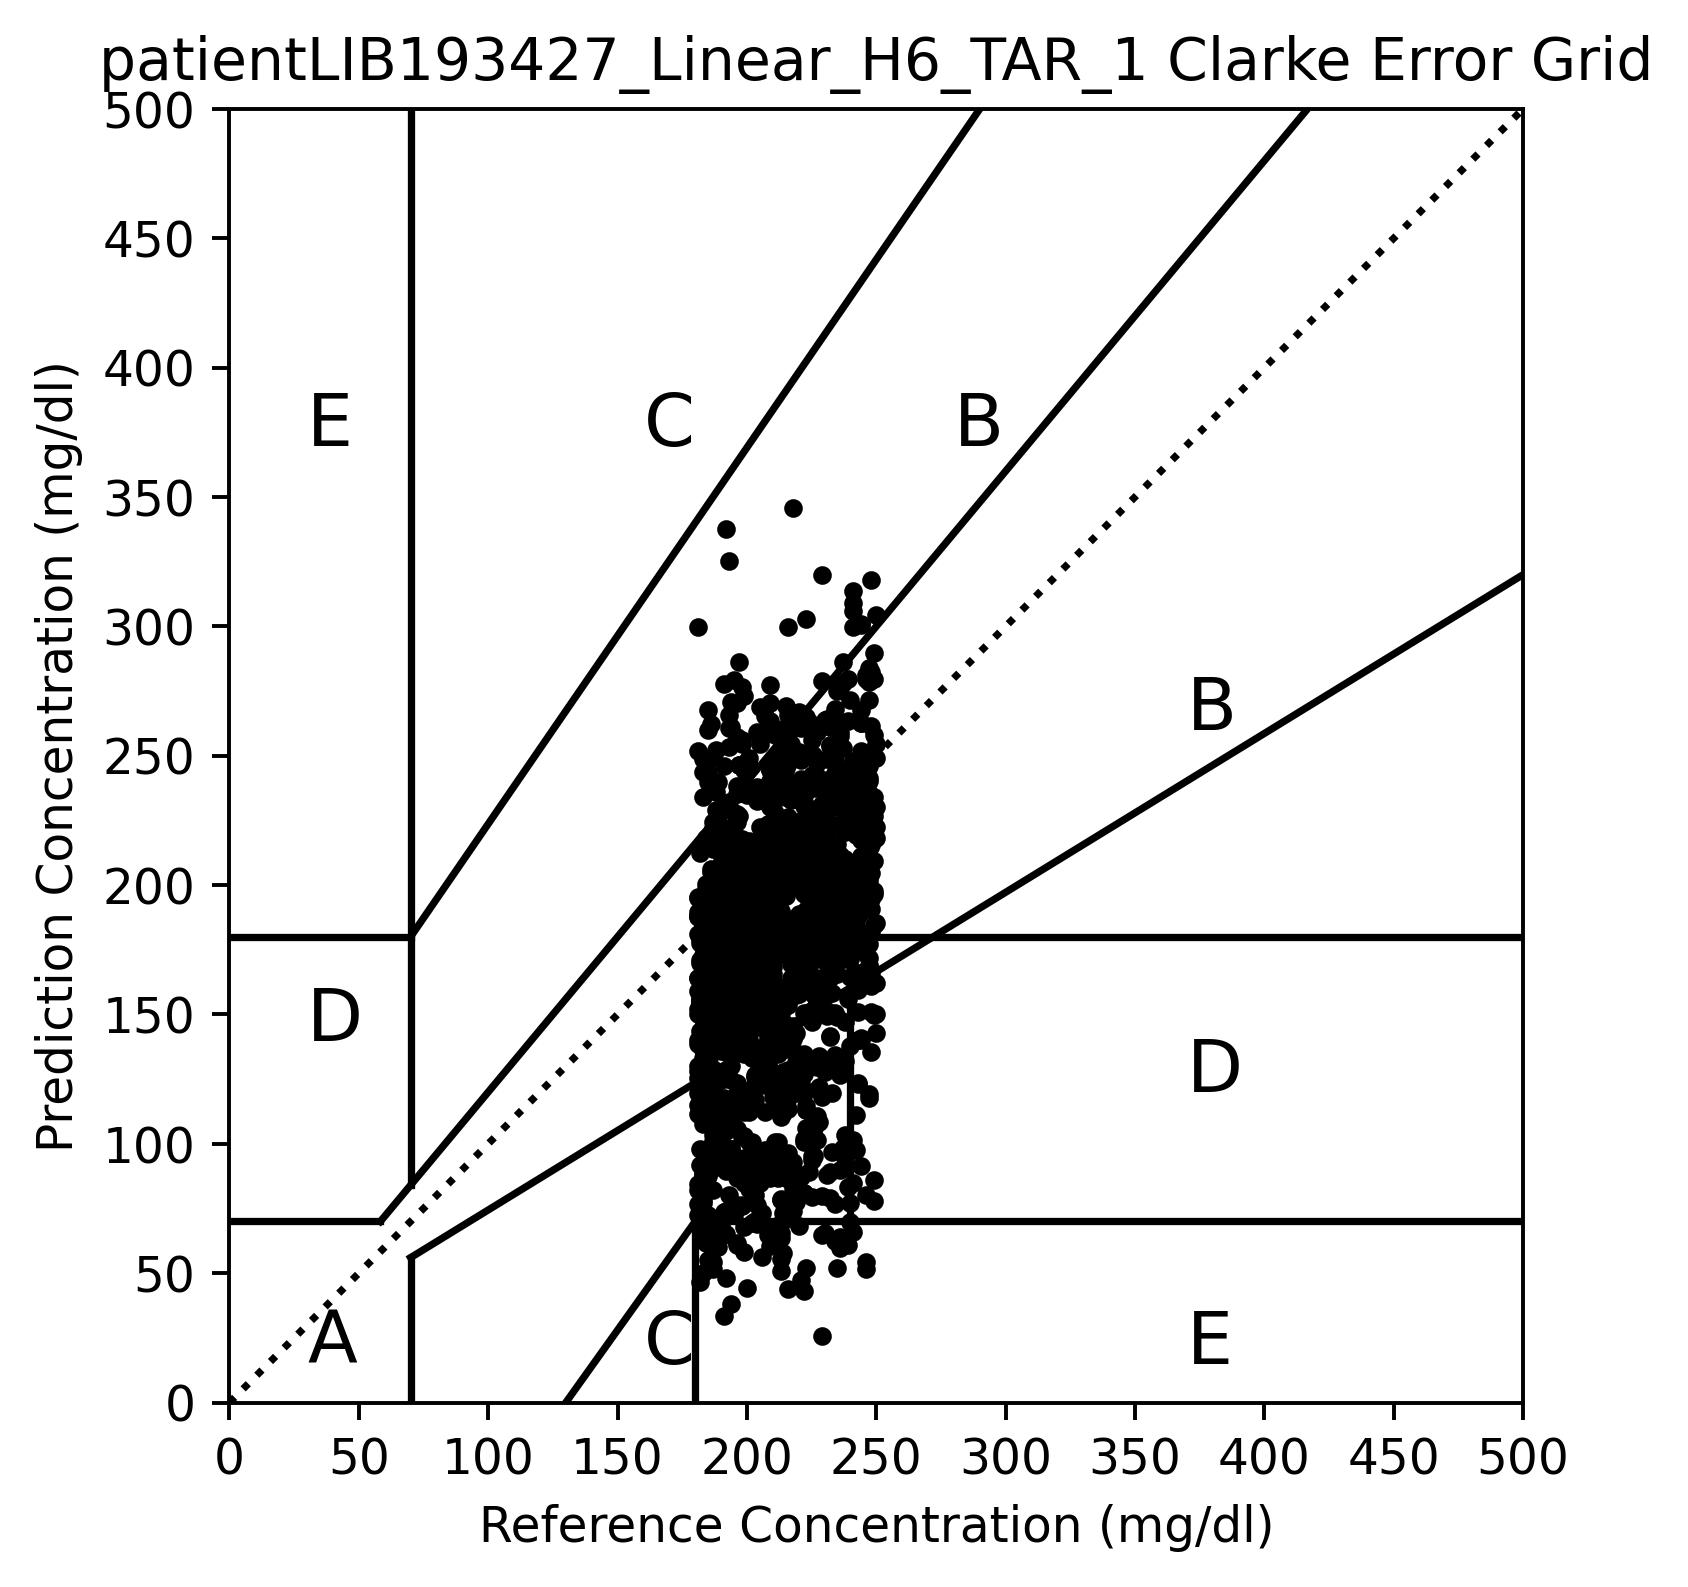 patientLIB193427_Linear_H6_TAR_1 Clarke Error Grid
500
450
400
350
300
250
200
150
100
50
0
Prediction Concentration (mg/dl)
E
C
B
B
D
D
A
C
E
0 50 100 150 200 250 300 350 400 450 500
Reference Concentration (mg/dl)